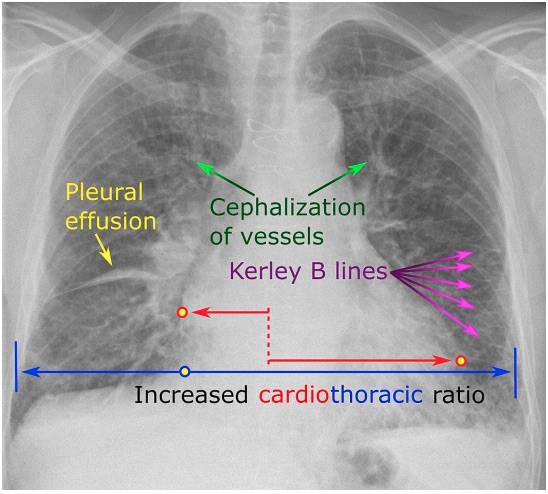 Pleural
effusion
Cephalization
of vessels
Kerley B lines
Increased cardiothoracic ratio